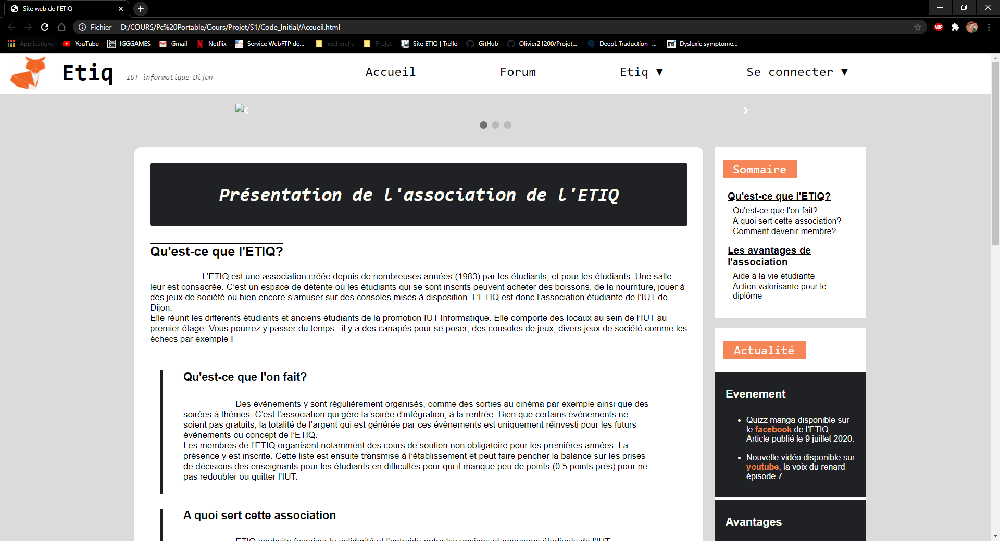 Site web de l'ETIQ
Fichier D:/COURS/Pc%20Portable/Cours/Projet/S1/Code_Initial/Accueil.html
ABP
Applications YouTube IGGGAMES Gmail Netflix Service WebFTP de... recherche Projet Site ETIQ | Trello GitHub Olivier21200/Projet... DeepL Traduction -... Dyslexie symptome...
Etiq IUT informatique Dijon Accueil Forum Etiq ▼ Se connecter ▼
‹ ›
Présentation de l'association de l'ETIQ
Qu'est-ce que l'ETIQ?
L’ETIQ est une association créée depuis de nombreuses années (1983) par les étudiants, et pour les étudiants. Une salle
leur est consacrée. C’est un espace de détente où les étudiants qui se sont inscrits peuvent acheter des boissons, de la nourriture, jouer à
des jeux de société ou bien encore s’amuser sur des consoles mises à disposition. L’ETIQ est donc l’association étudiante de l’IUT de
Dijon.
Elle réunit les différents étudiants et anciens étudiants de la promotion IUT Informatique. Elle comporte des locaux au sein de l’IUT au
premier étage. Vous pourrez y passer du temps : il y a des canapés pour se poser, des consoles de jeux, divers jeux de société comme les
échecs par exemple !
Qu'est-ce que l'on fait?
Des évènements y sont régulièrement organisés, comme des sorties au cinéma par exemple ainsi que des
soirées à thèmes. C’est l’association qui gère la soirée d’intégration, à la rentrée. Bien que certains évènements ne
soient pas gratuits, la totalité de l’argent qui est générée par ces évènements est uniquement réinvesti pour les futurs
évènements ou concept de l’ETIQ.
Les membres de l’ETIQ organisent notamment des cours de soutien non obligatoire pour les premières années. La
présence y est inscrite. Cette liste est ensuite transmise à l’établissement et peut faire pencher la balance sur les prises
de décisions des enseignants pour les étudiants en difficultés pour qui il manque peu de points (0.5 points près) pour ne
pas redoubler ou quitter l’IUT.
A quoi sert cette association
ETIQ souhaite favoriser la solidarité et l'entraide entre les anciens et nouveaux étudiants de l'IUT
Sommaire
Qu'est-ce que l'ETIQ?
Qu'est-ce que l'on fait?
A quoi sert cette association?
Comment devenir membre?
Les avantages de
l'association
Aide à la vie étudiante
Action valorisante pour le
diplôme
Actualité
Evenement
• Quizz manga disponible sur
le facebook de l'ETIQ.
Article publié le 9 juillet 2020.
• Nouvelle vidéo disponible sur
youtube, la voix du renard
épisode 7.
Avantages